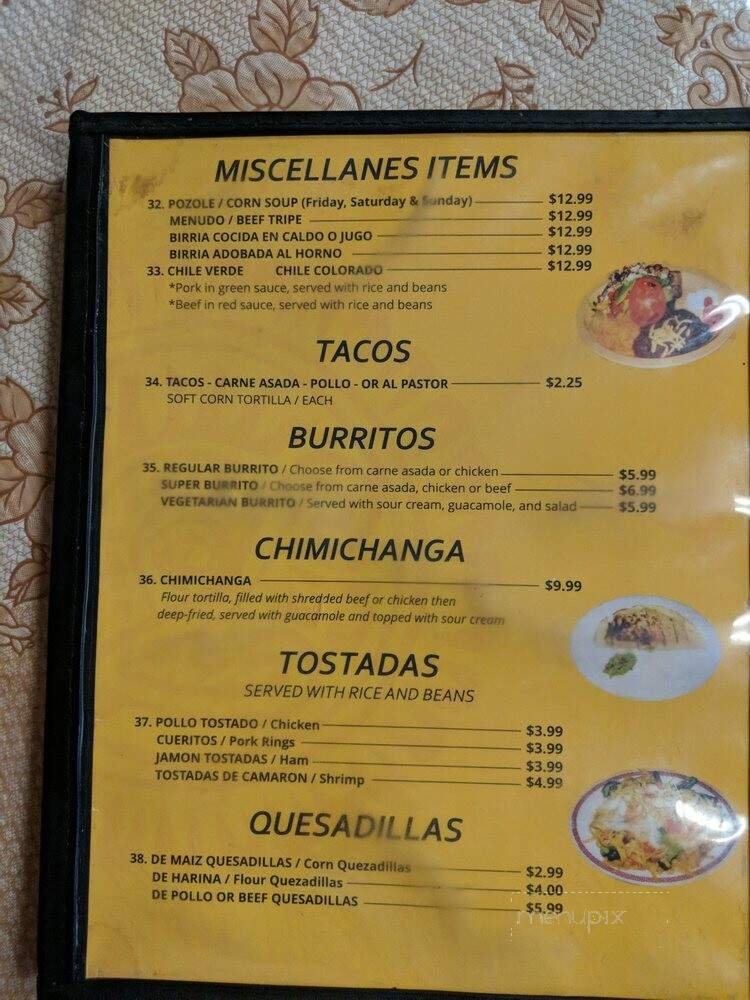 MISCELLANES ITEMS
32. POZOLE / CORN SOUP (Friday, Saturday & Sunday) $12.99
MENUDO / BEEF TRIPE $12.99
BIRRIA COCIDA EN CALDO O JUGO $12.99
BIRRIA ADOBADA AL HORNO $12.99
33. CHILE VERDE CHILE COLORADO $12.99
*Pork in green sauce, served with rice and beans
*Beef in red sauce, served with rice and beans
TACOS
34. TACOS - CARNE ASADA - POLLO - OR AL PASTOR $2.25
SOFT CORN TORTILLA / EACH
BURRITOS
35. REGULAR BURRITO / Choose from carne asada or chicken $5.99
SUPER BURRITO / Choose from carne asada, chicken or beef $6.99
VEGETARIAN BURRITO / Served with sour cream, guacamole, and salad $5.99
CHIMICHANGA
36. CHIMICHANGA $9.99
Flour tortilla, filled with shredded beef or chicken then
deep-fried, served with guacamole and topped with sour cream
TOSTADAS
SERVED WITH RICE AND BEANS
37. POLLO TOSTADO / Chicken $3.99
CUERITOS / Pork Rings $3.99
JAMON TOSTADAS / Ham $3.99
TOSTADAS DE CAMARON / Shrimp $4.99
QUESADILLAS
38. DE MAIZ QUESADILLAS / Corn Quezadillas $2.99
DE HARINA / Flour Quezadillas $4.00
DE POLLO OR BEEF QUESADILLAS $5.99
menupix